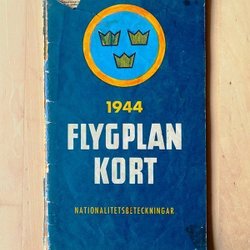 1944
FLYGPLAN
KORT
NATIONALITETSBETECKNINGAR